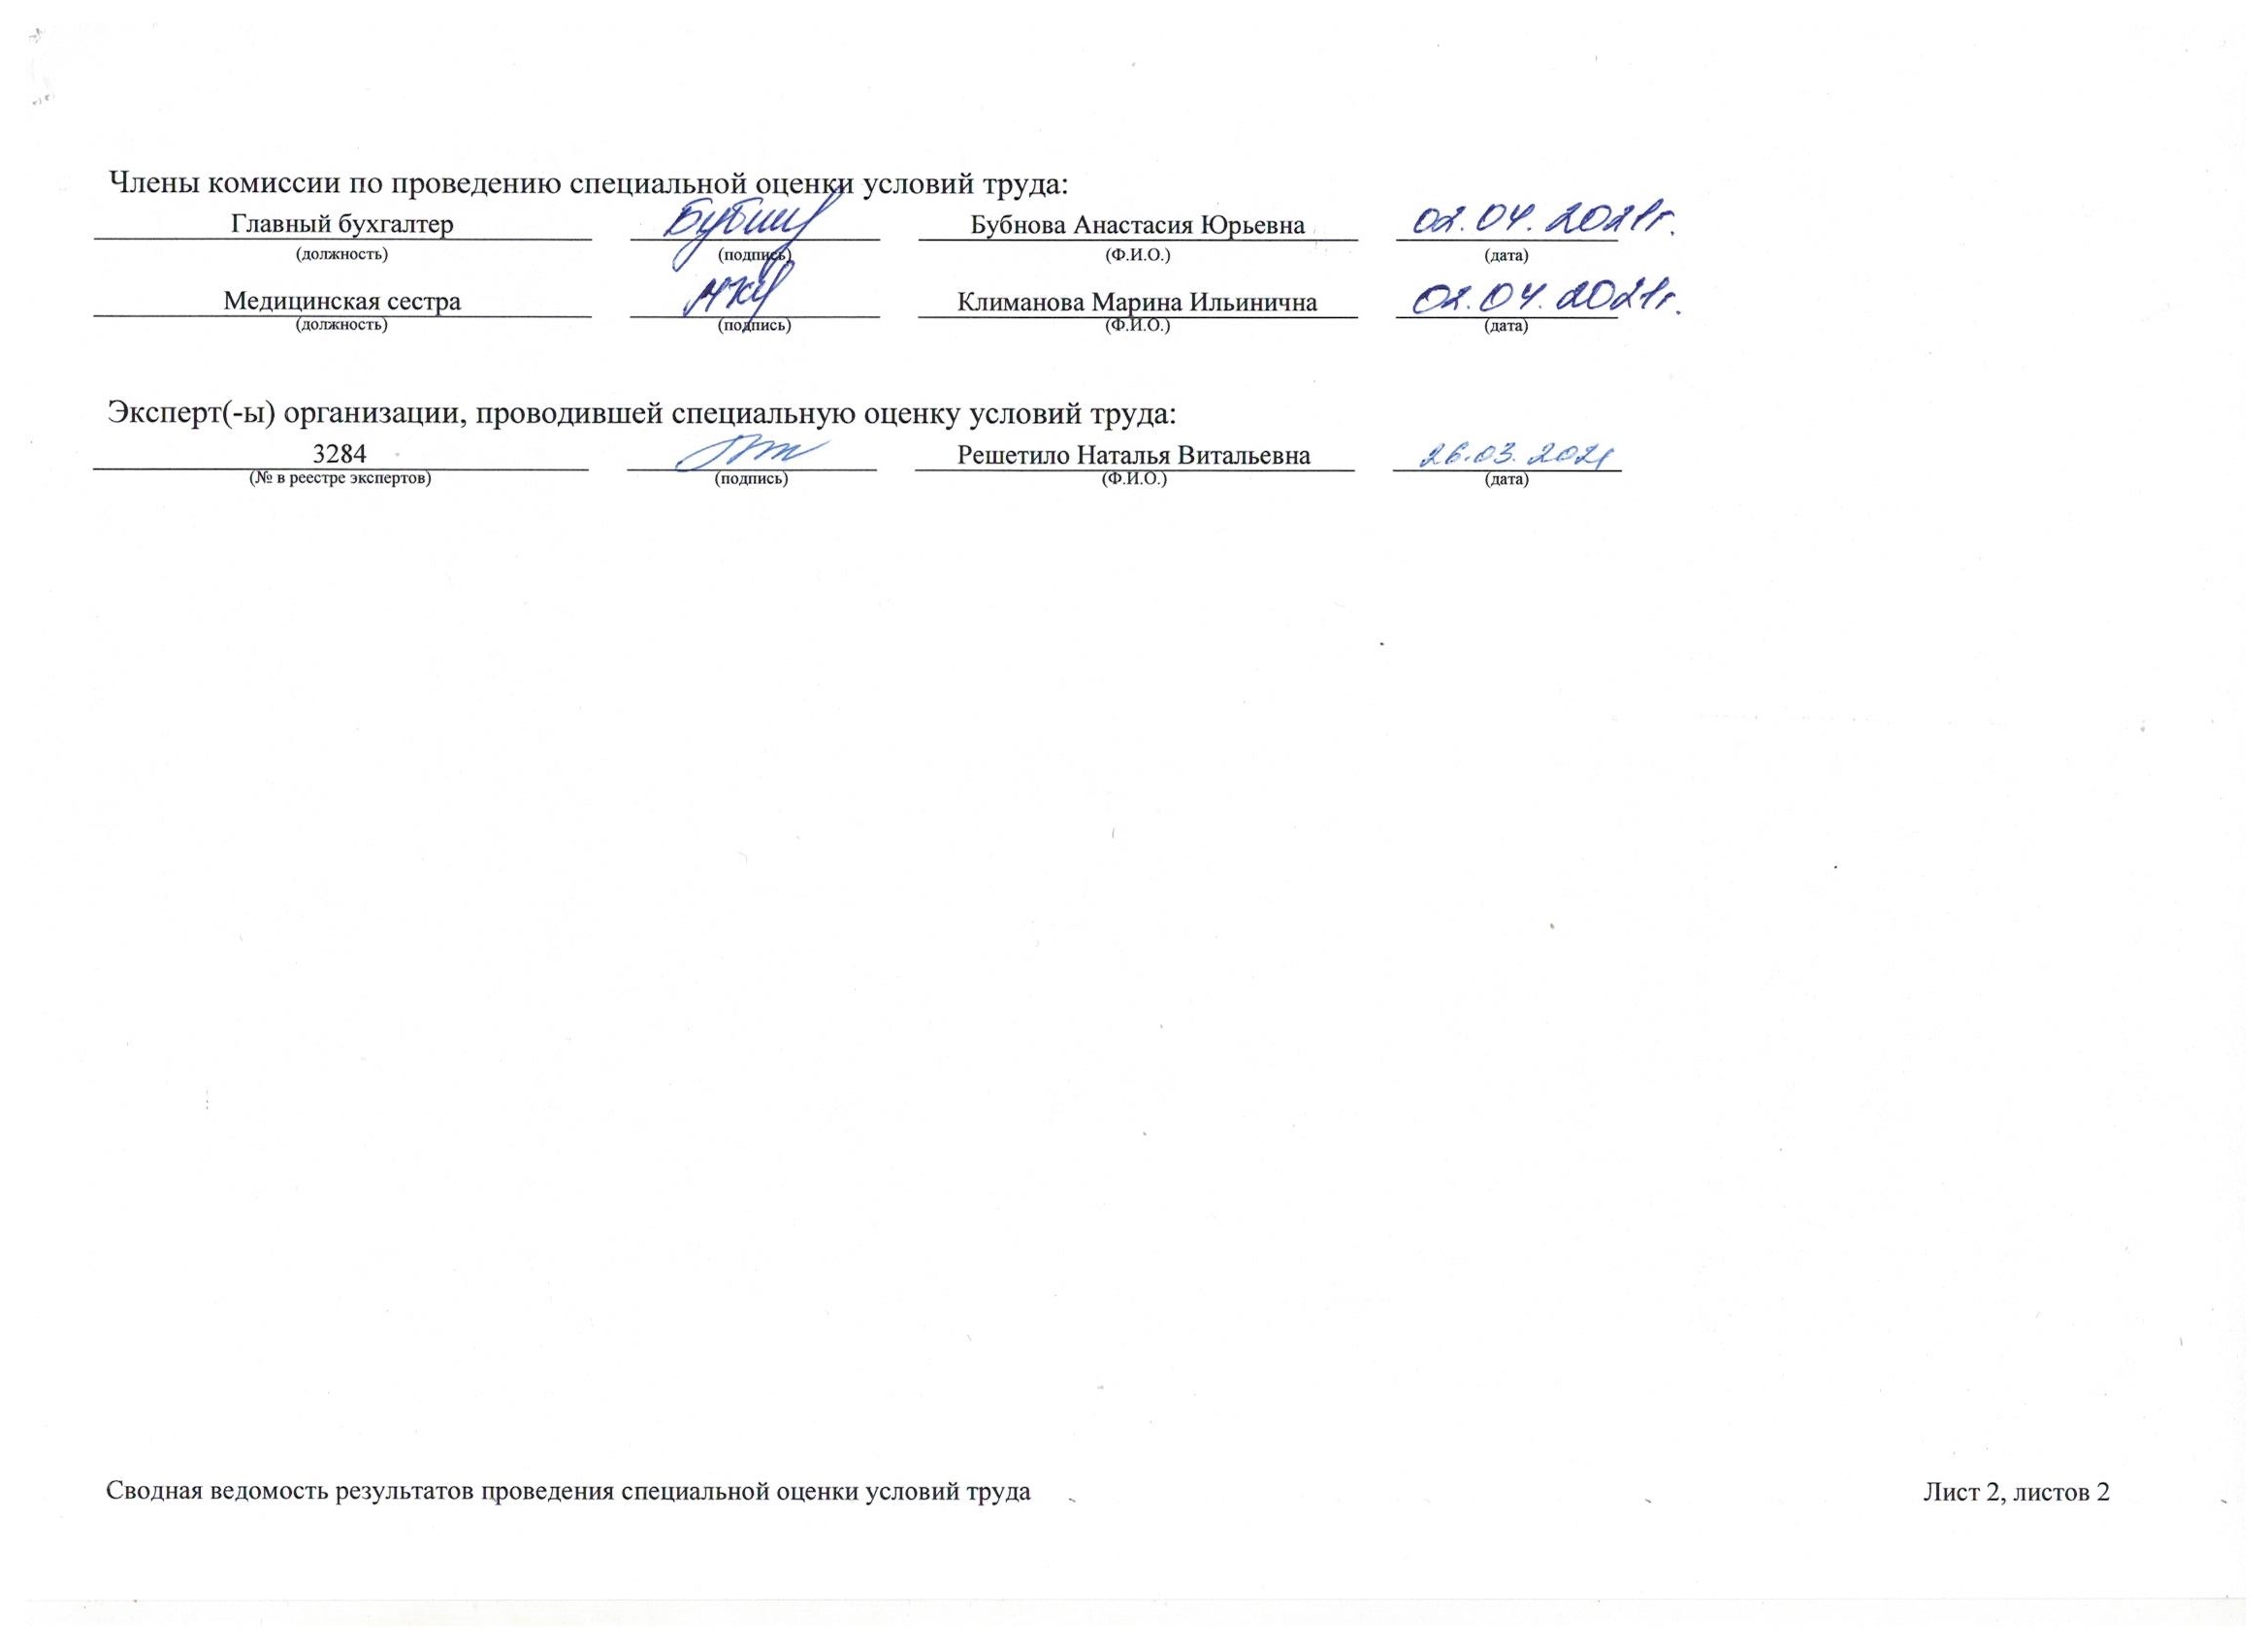 Члены комиссии по проведению специальной оценки условий труда:
Главный бухгалтер Бубнова Анастасия Юрьевна 02.04.2021г.
(должность) (подпись) (Ф.И.О.) (дата)
Медицинская сестра Климанова Марина Ильинична 02.04.2021г.
(должность) (подпись) (Ф.И.О.) (дата)
Эксперт(-ы) организации, проводившей специальную оценку условий труда:
3284 Решетило Наталья Витальевна 26.03.2021
(№ в реестре экспертов) (подпись) (Ф.И.О.) (дата)
Сводная ведомость результатов проведения специальной оценки условий труда Лист 2, листов 2